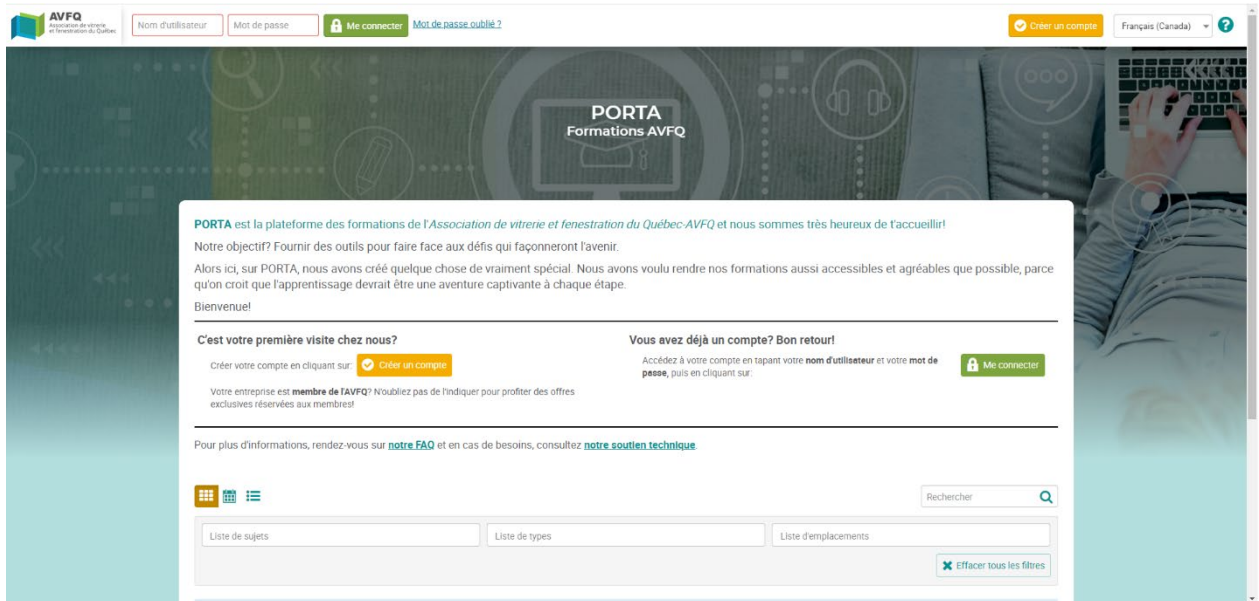 AVFQ
Association de vitrerie
et fenestration du Québec
Nom d'utilisateur
Mot de passe
Me connecter
Mot de passe oublié ?
Créer un compte
Français (Canada)
?
PORTA
Formations AVFQ
PORTA est la plateforme des formations de l'Association de vitrerie et fenestration du Québec-AVFQ et nous sommes très heureux de t'accueillir!
Notre objectif? Fournir des outils pour faire face aux défis qui façonneront l'avenir.
Alors ici, sur PORTA, nous avons créé quelque chose de vraiment spécial. Nous avons voulu rendre nos formations aussi accessibles et agréables que possible, parce
qu'on croit que l'apprentissage devrait être une aventure captivante à chaque étape.
Bienvenue!
C'est votre première visite chez nous?
Créer votre compte en cliquant sur:
Créer un compte
Votre entreprise est membre de l'AVFQ? N'oubliez pas de l'indiquer pour profiter des offres
exclusives réservées aux membres!
Vous avez déjà un compte? Bon retour!
Accédez à votre compte en tapant votre nom d'utilisateur et votre mot de
passe, puis en cliquant sur:
Me connecter
Pour plus d'informations, rendez-vous sur notre FAQ et en cas de besoins, consultez notre soutien technique.
Rechercher
Liste de sujets
Liste de types
Liste d'emplacements
Effacer tous les filtres